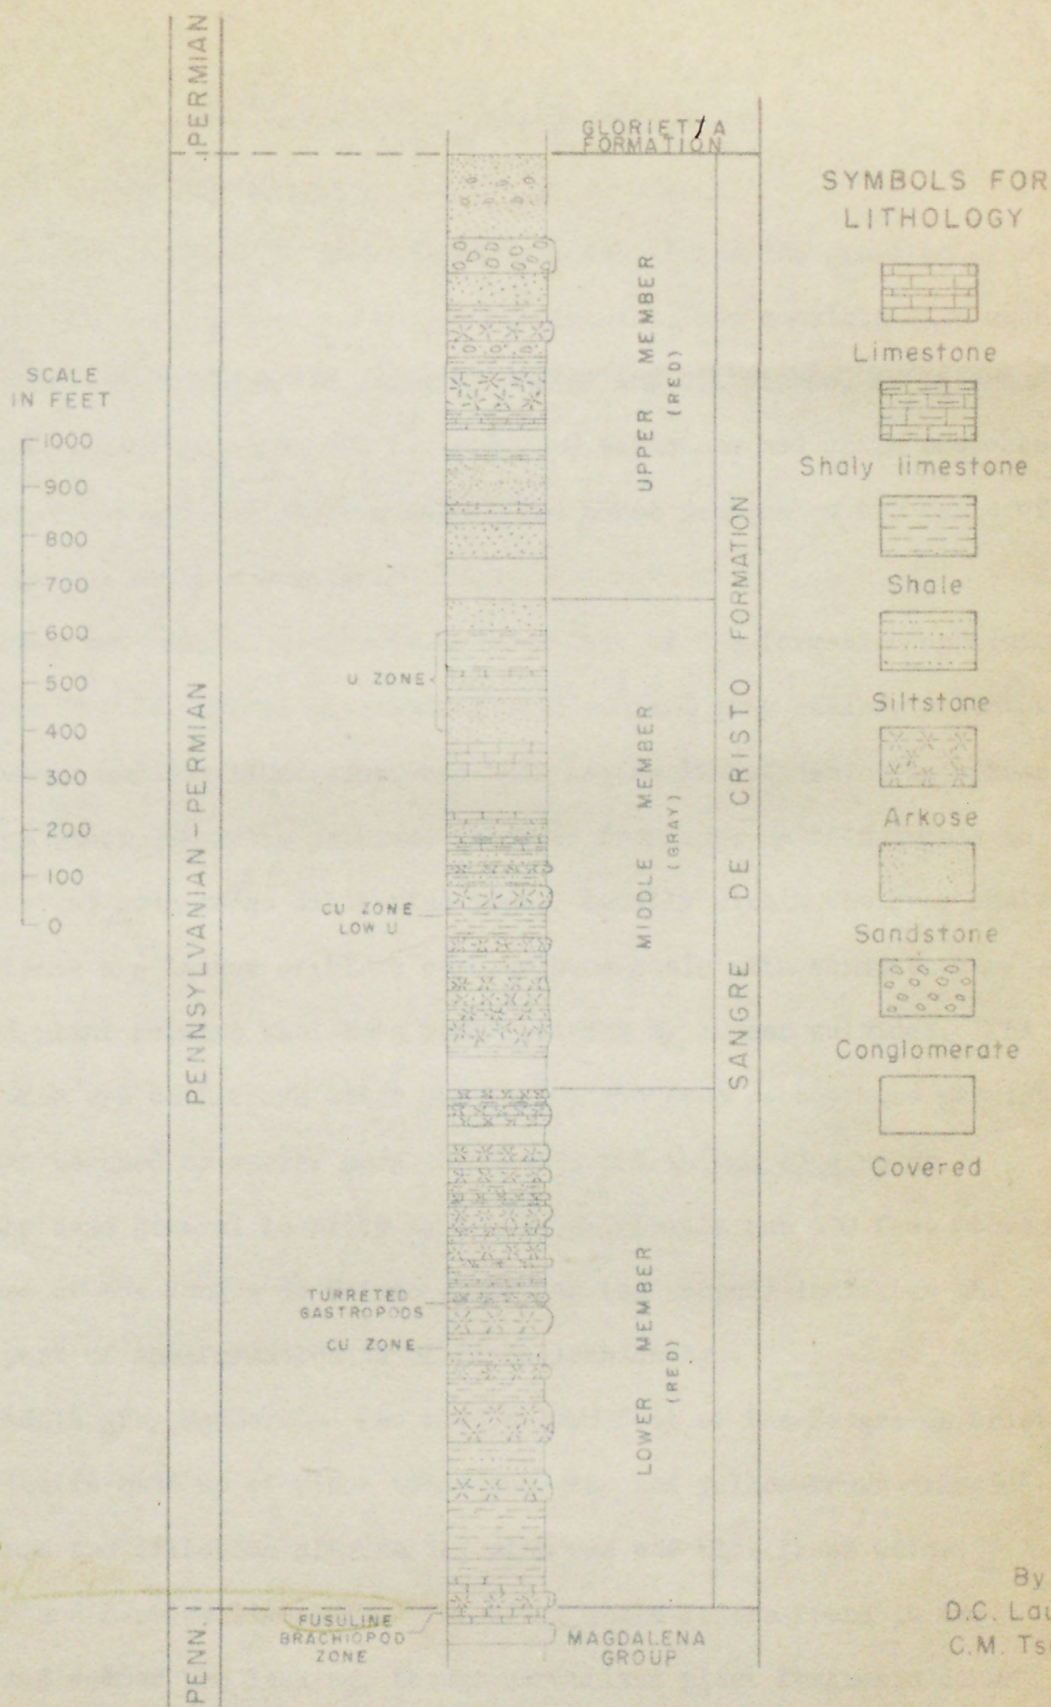 PERMIAN
GLORIETTA
FORMATION
SYMBOLS FOR
LITHOLOGY
Limestone
Shaly limestone
Shale
Siltstone
Arkose
Sandstone
Conglomerate
Covered
SCALE
IN FEET
1000
900
800
700
600
500
400
300
200
100
0
PENNSYLVANIAN-PERMIAN
UPPER MEMBER
(RED)
U ZONE
MIDDLE MEMBER
(GRAY)
CU ZONE
LOW U
SANGRE DE CRISTO FORMATION
TURRETED
GASTROPODS
CU ZONE
LOWER MEMBER
(RED)
PENN.
FUSULINE
BRACHIOPOD
ZONE
MAGDALENA
GROUP
By
D.C.
C.M.